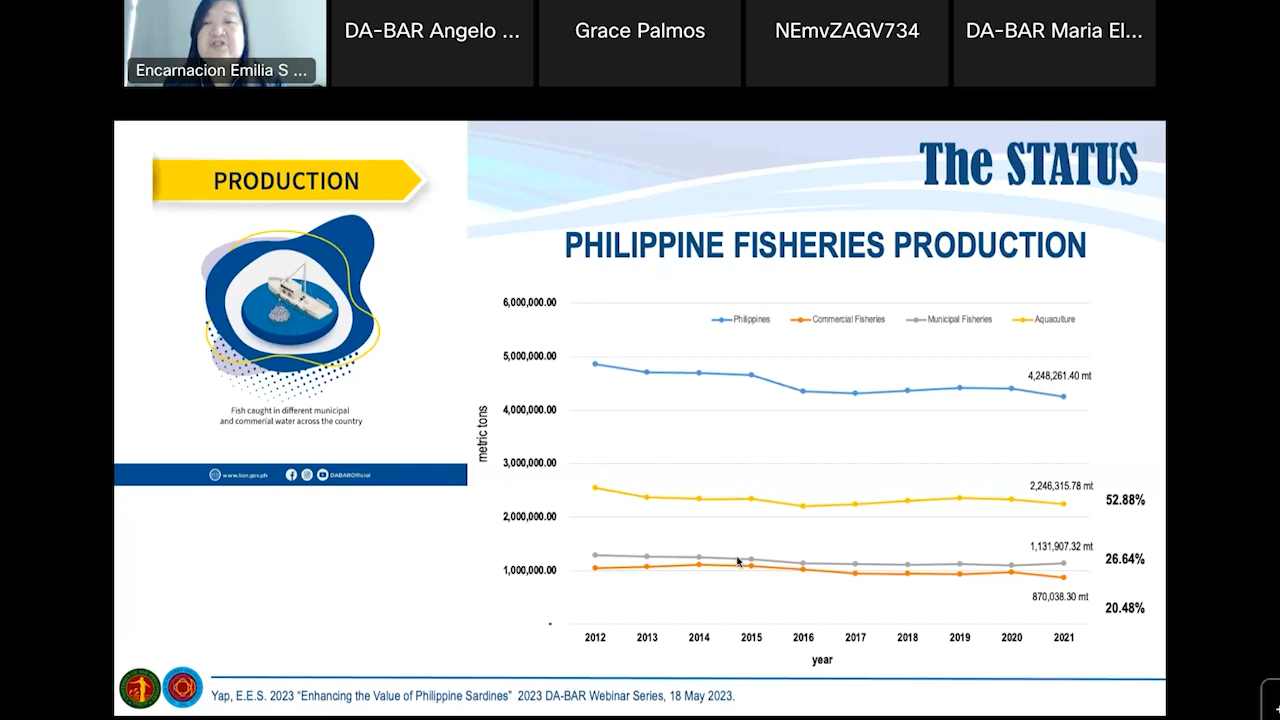 DA-BAR Angelo ...
Grace Palmos
NEmvZAGV734
DA-BAR Maria El...
Encarnacion Emilia S ...
PRODUCTION
Fish caught in different municipal
and commerial water across the country
www.bar.gov.ph
DABAROfficial
The STATUS
PHILIPPINE FISHERIES PRODUCTION
Philippines
Commercial Fisheries
Municipal Fisheries
Aquaculture
metric tons
6,000,000.00
5,000,000.00
4,000,000.00
3,000,000.00
2,000,000.00
1,000,000.00
-
4,248,261.40 mt
2,246,315.78 mt
52.88%
1,131,907.32 mt
26.64%
870,038.30 mt
20.48%
2012 2013 2014 2015 2016 2017 2018 2019 2020 2021
year
Yap, E.E.S. 2023 “Enhancing the Value of Philippine Sardines” 2023 DA-BAR Webinar Series, 18 May 2023.